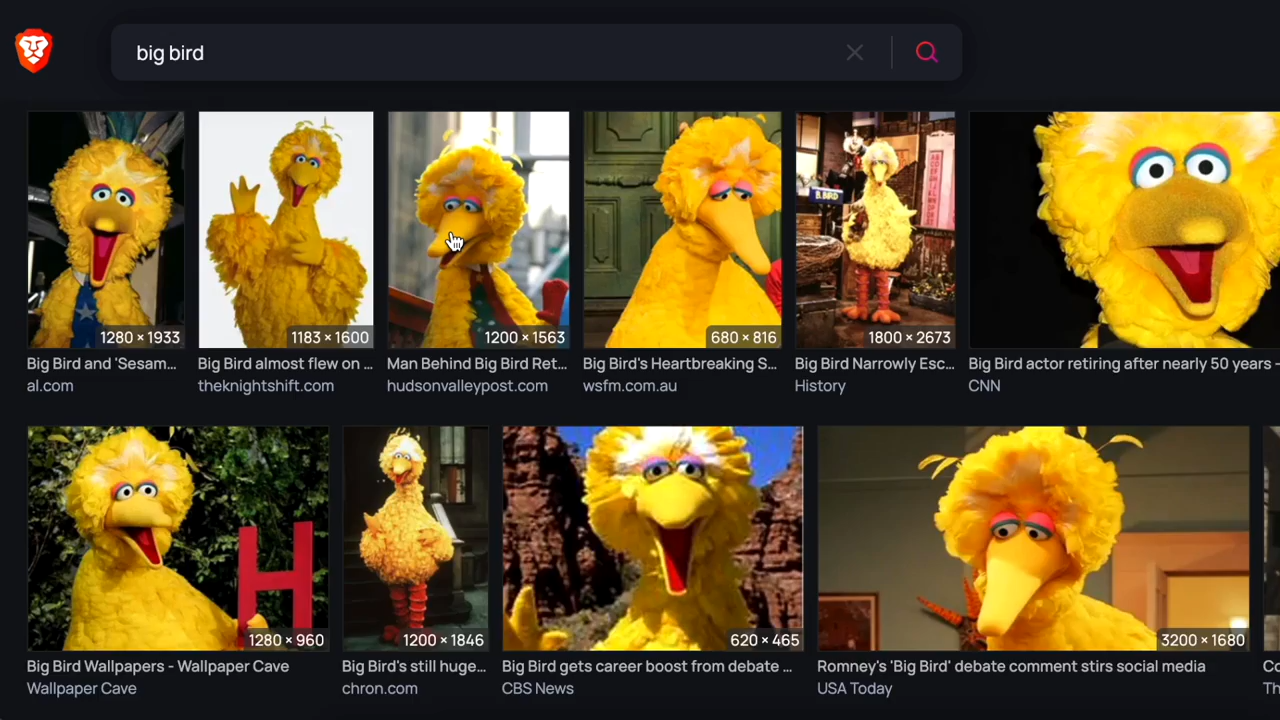 big bird
1280 × 1933
1183 × 1600
1200 × 1563
680 × 816
B.BIRD
1800 × 2673
Big Bird and 'Sesam...
Big Bird almost flew on ...
Man Behind Big Bird Ret...
Big Bird's Heartbreaking S...
Big Bird Narrowly Esc...
Big Bird actor retiring after nearly 50 years -
al.com
theknightshift.com
hudsonvalleypost.com
wsfm.com.au
History
CNN
H
1280 × 960
1200 × 1846
620 × 465
3200 × 1680
Big Bird Wallpapers - Wallpaper Cave
Big Bird's still huge...
Big Bird gets career boost from debate ...
Romney's 'Big Bird' debate comment stirs social media
Co
Wallpaper Cave
chron.com
CBS News
USA Today
Th